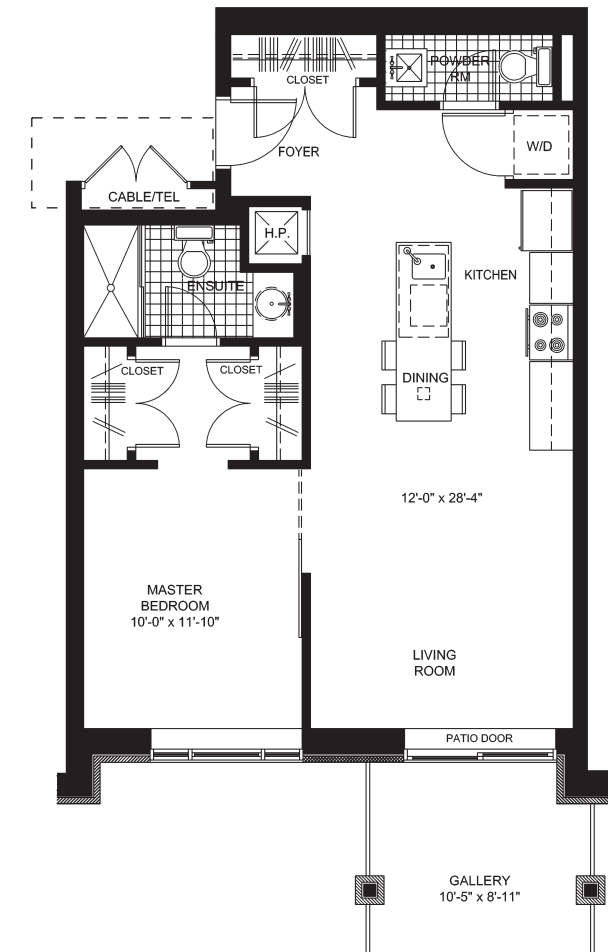 POWDER
RM
CLOSET
W/D
FOYER
CABLE/TEL
H.P.
KITCHEN
ENSUITE
CLOSET
CLOSET
DINING
12'-0" x 28'-4"
MASTER
BEDROOM
10'-0" x 11'-10"
LIVING
ROOM
PATIO DOOR
GALLERY
10'-5" x 8'-11"